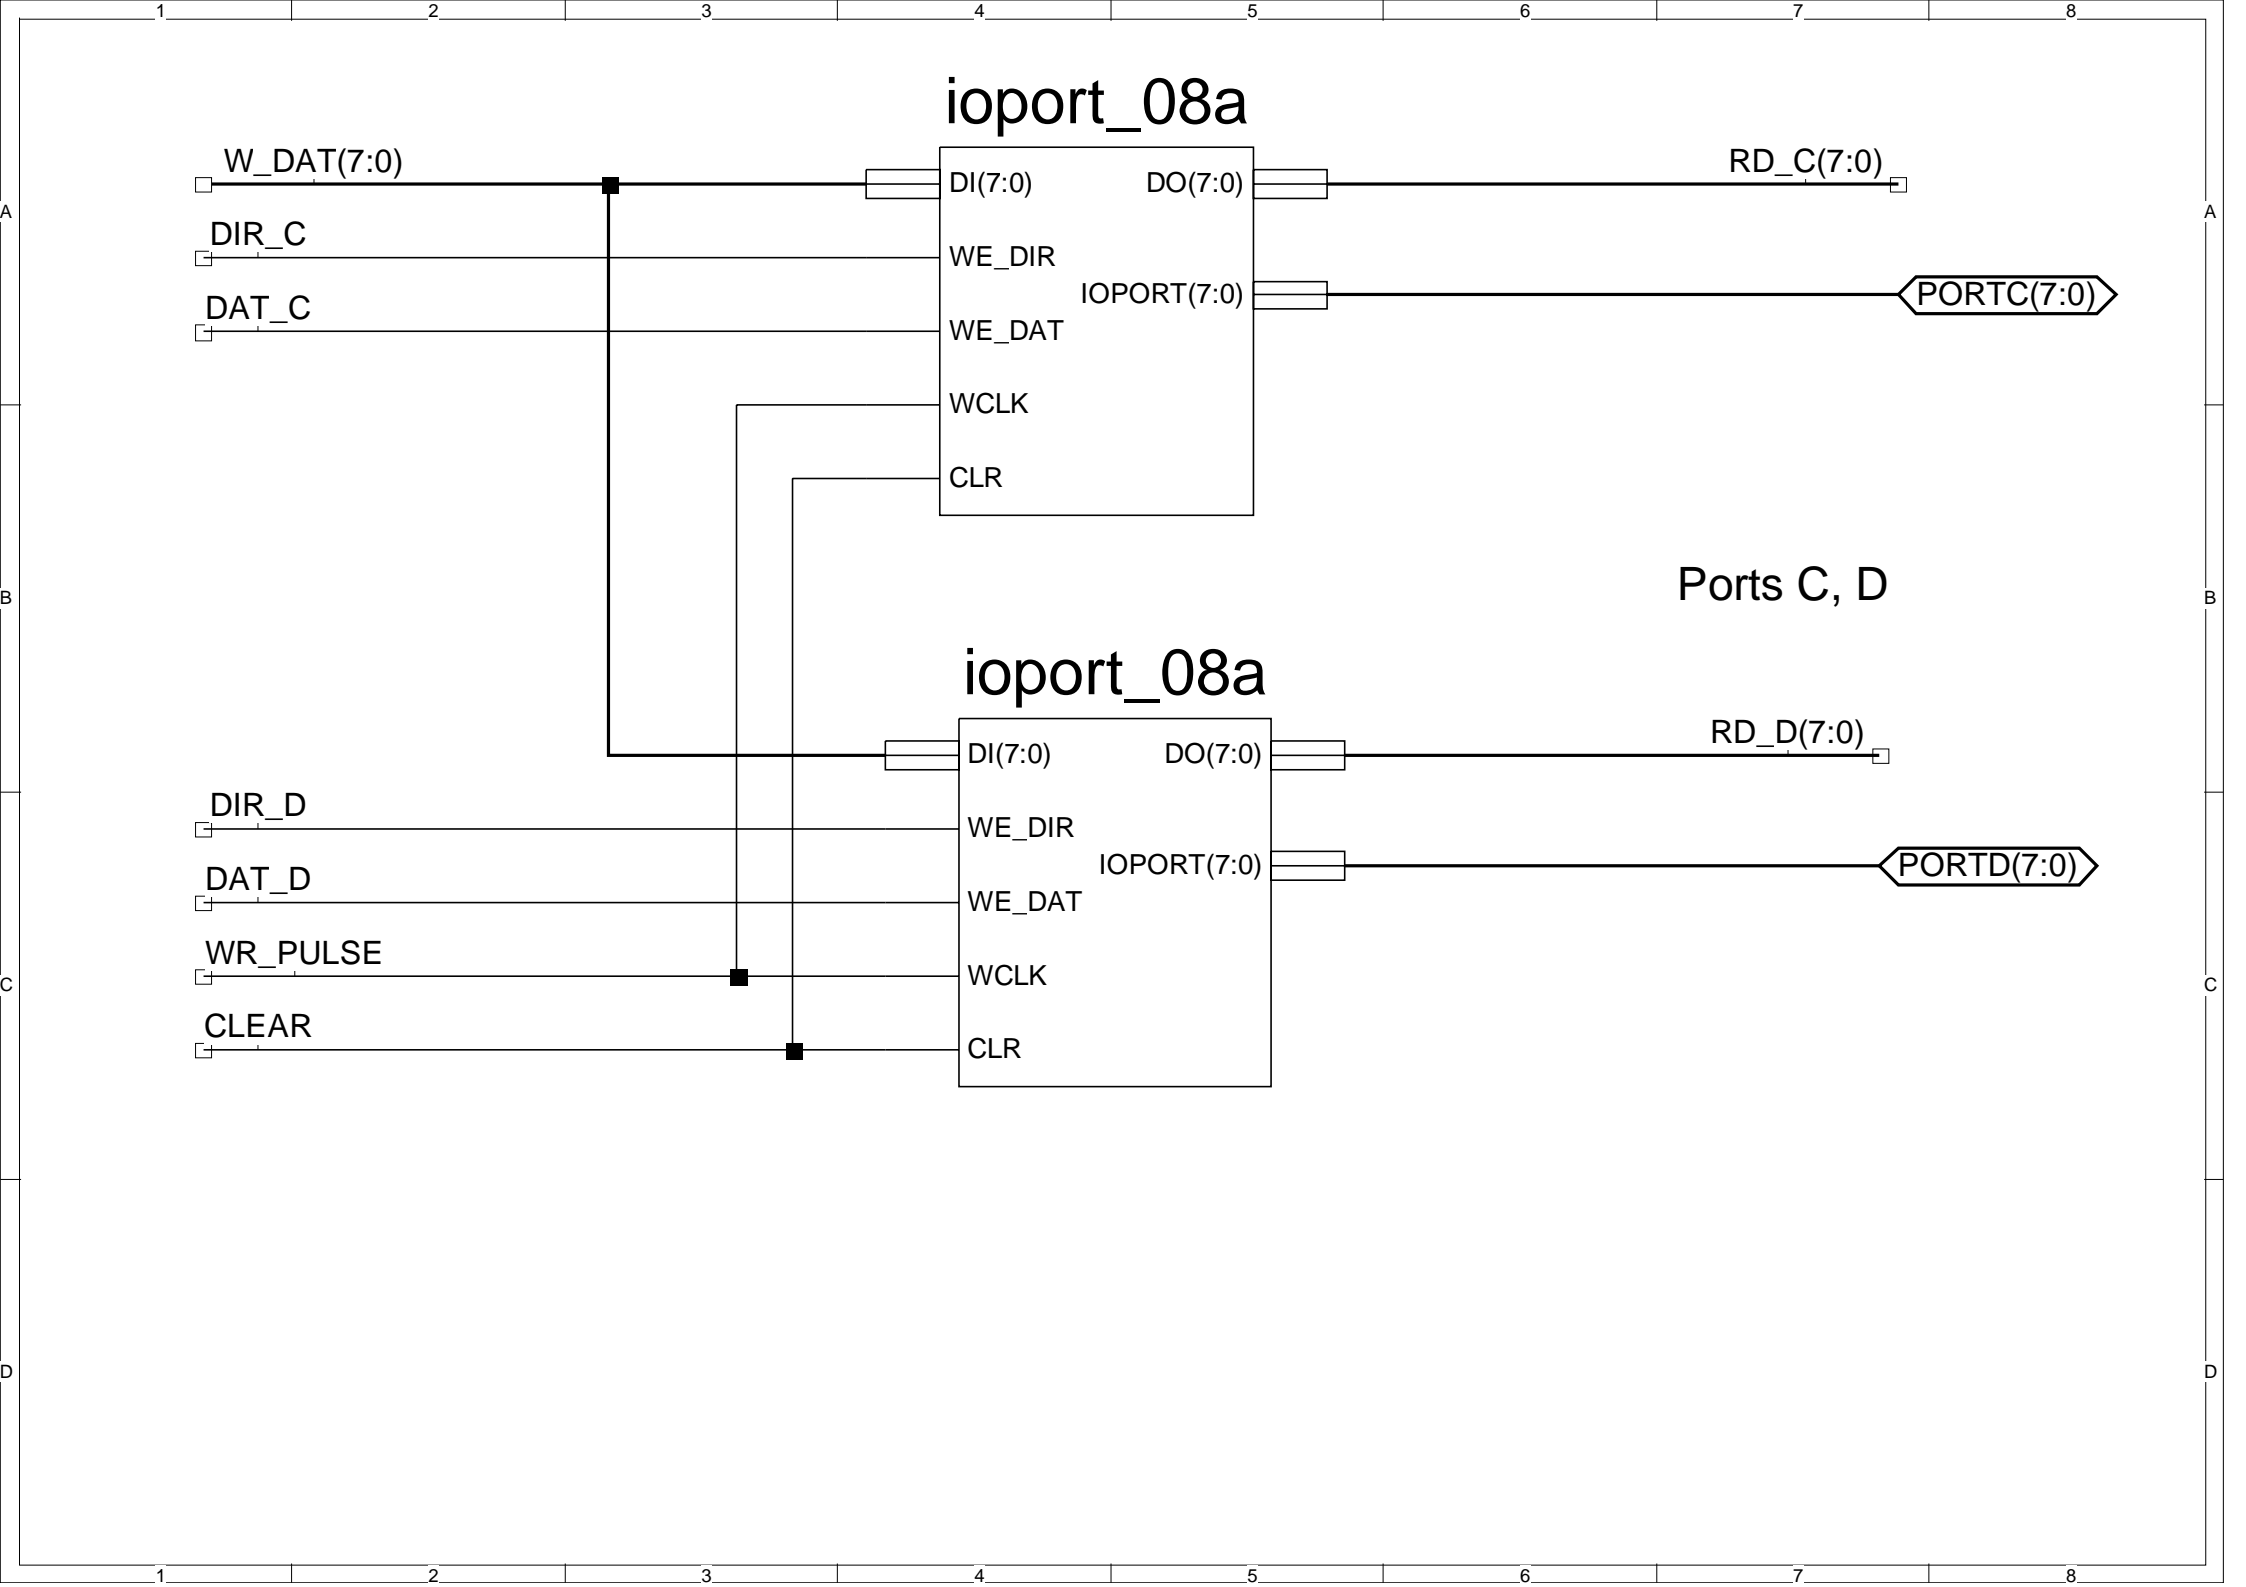 1 2 3 4 5 6 7 8
ioport_08a
W_DAT(7:0)
DI(7:0) DO(7:0)
RD_C(7:0)
A A
DIR_C
WE_DIR
IOPORT(7:0)
PORTC(7:0)
DAT_C
WE_DAT
WCLK
CLR
Ports C, D
B B
ioport_08a
DI(7:0) DO(7:0)
RD_D(7:0)
DIR_D
WE_DIR
IOPORT(7:0)
PORTD(7:0)
DAT_D
WE_DAT
WR_PULSE
WCLK
C C
CLEAR
CLR
D D
1 2 3 4 5 6 7 8